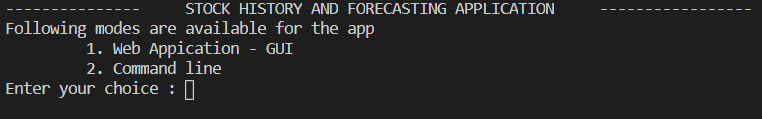 ---------------    STOCK HISTORY AND FORECASTING APPLICATION    -----------------
Following modes are available for the app
1. Web Appication - GUI
2. Command line
Enter your choice :